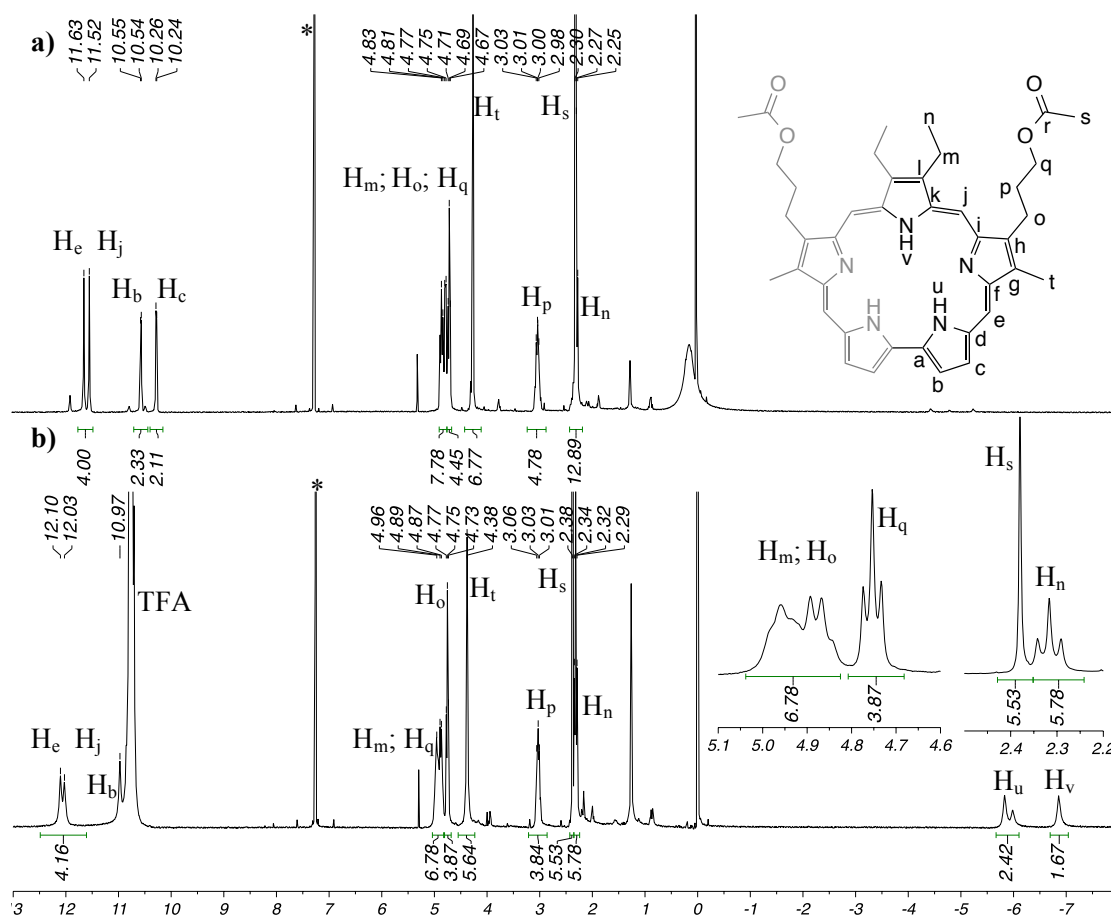 a)
11.63
11.52
10.55
10.54
10.26
10.24
*
4.83
4.81
4.77
4.75
4.71
4.69
4.67
3.03
3.01
3.00
2.98
2.30
2.27
2.25
He Hj
Hb
Hc
Hm; Ho; Hq
Ht
Hp
Hs
Hn
O
O
r
s
q
p
o
n
m
l
k
j
i
h
g
t
f
e
d
c
b
a
H
N
v
N
N
u
H
N
NH
O
O
4.00
2.33
2.11
7.78
4.45
6.77
4.78
12.89
b)
12.10
12.03
10.97
TFA
*
4.96
4.89
4.87
4.77
4.75
4.73
4.38
3.06
3.03
3.01
2.38
2.34
2.32
2.29
He Hj
Hb
Hm; Hq
Ho
Ht
Hp
Hs
Hn
Hu
Hv
Hm; Ho
Hq
6.78
3.87
5.1 5.0 4.9 4.8 4.7 4.6
Hs
Hn
5.53
5.78
2.4 2.3 2.2
4.16
6.78
3.87
5.64
3.84
5.53
5.78
2.42
1.67
13 12 11 10 9 8 7 6 5 4 3 2 1 0 -1 -2 -3 -4 -5 -6 -7